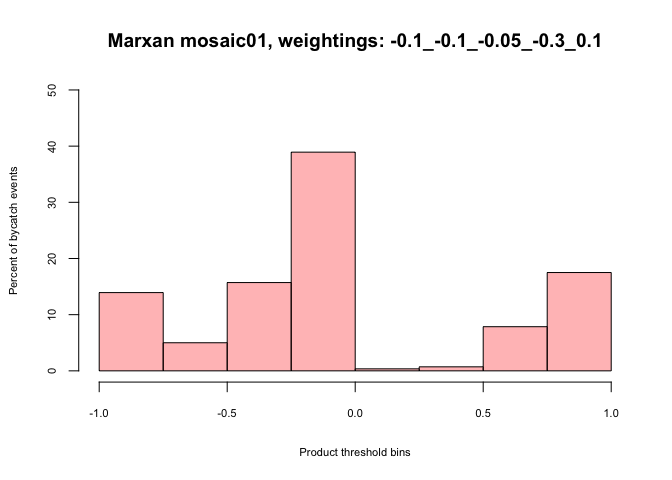 Marxan mosaic01, weightings: -0.1_-0.1_-0.05_-0.3_0.1
50
40
30
20
10
0
Percent of bycatch events
-1.0 -0.5 0.0 0.5 1.0
Product threshold bins